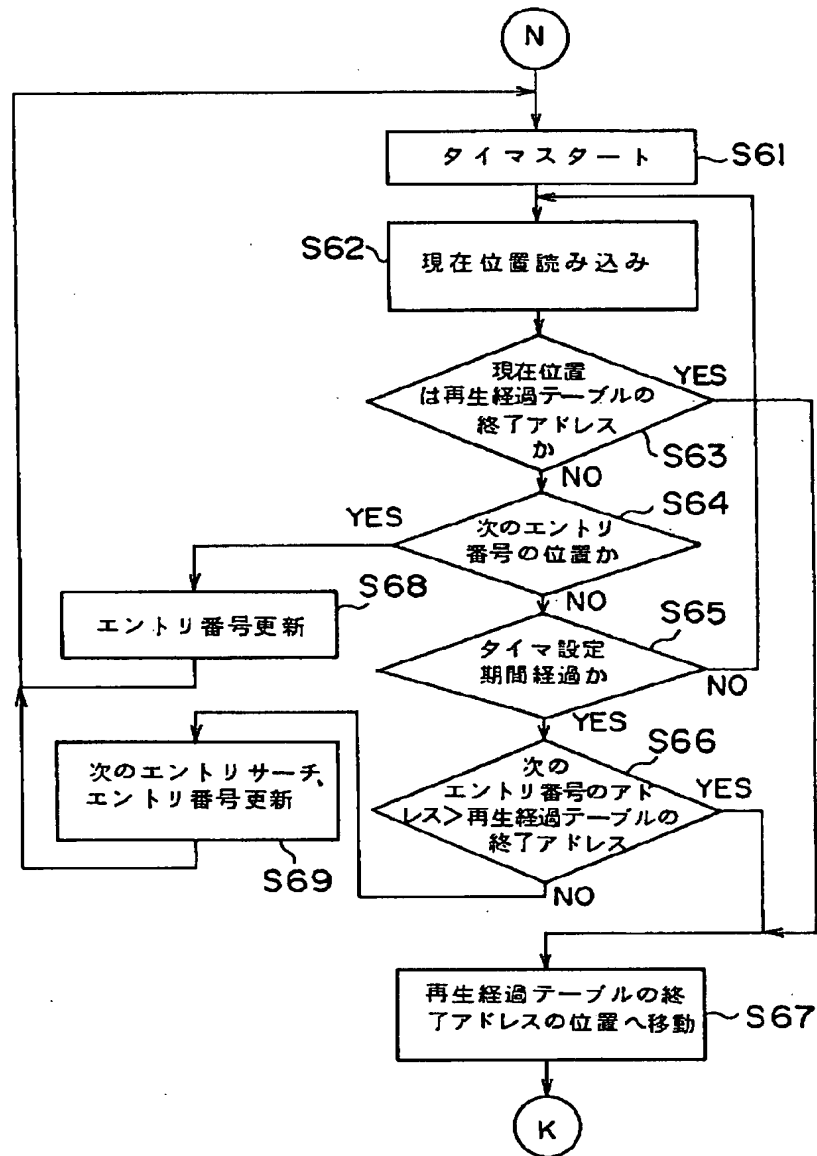 N
タイマスタート
S61
S62
現在位置読み込み
現在位置
は再生経過テーブルの
終了アドレス
か
YES
S63
NO
S64
YES
次のエントリ
番号の位置か
S68
エントリ番号更新
NO
S65
タイマ設定
期間経過か
NO
YES
S66
次のエントリサーチ、
エントリ番号更新
S69
次の
エントリ番号のアド
レス>再生経過テーブルの
終了アドレス
YES
NO
再生経過テーブルの終
了アドレスの位置へ移動
S67
K